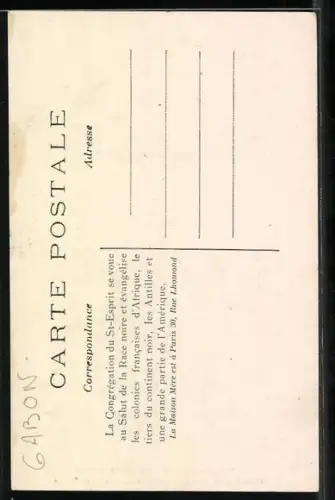 GABON.
CARTE POSTALE
Correspondance
Adresse
La Congrégation du St-Esprit se voue
au Salut de la Race noire et évangélise
les colonies françaises d'Afrique, le
tiers du continent noir, les Antilles et
une grande partie de l'Amérique.
La Maison Mère est à Paris 30, Rue Lhomond